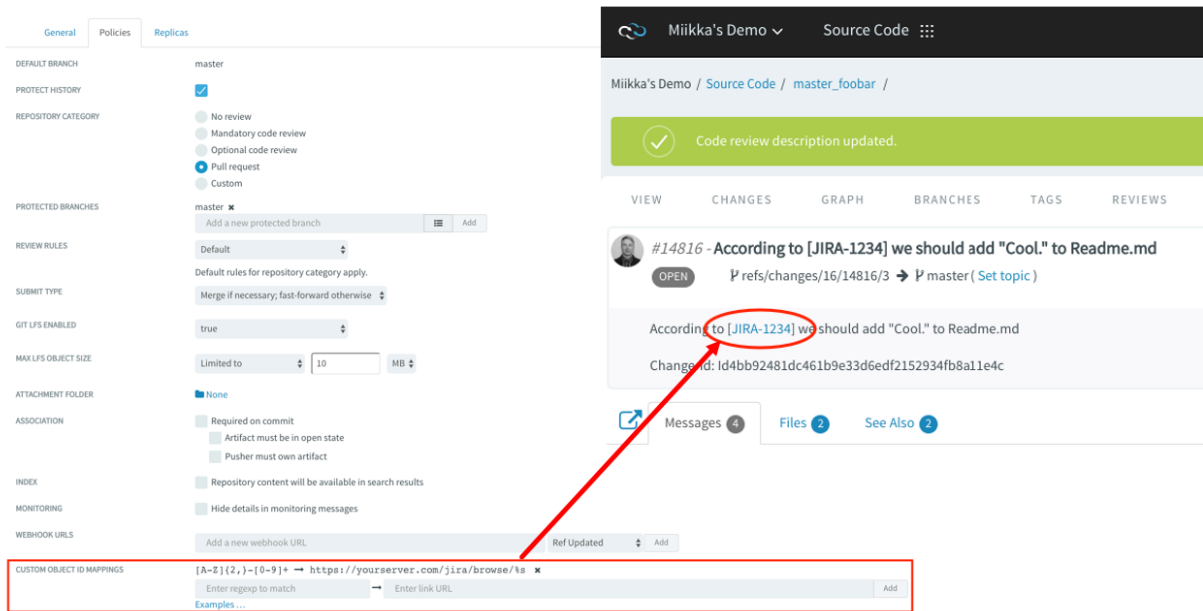 General Policies Replicas
DEFAULT BRANCH master
PROTECT HISTORY
REPOSITORY CATEGORY No review
Mandatory code review
Optional code review
Pull request
Custom
PROTECTED BRANCHES master ×
Add a new protected branch Add
REVIEW RULES Default
Default rules for repository category apply.
SUBMIT TYPE Merge if necessary; fast-forward otherwise
GIT LFS ENABLED true
MAX LFS OBJECT SIZE Limited to 10 MB
ATTACHMENT FOLDER None
ASSOCIATION Required on commit
Artifact must be in open state
Pusher must own artifact
INDEX Repository content will be available in search results
MONITORING Hide details in monitoring messages
WEBHOOK URLS Add a new webhook URL Ref Updated Add
CUSTOM OBJECT ID MAPPINGS [A-Z]{2,}-[0-9]+ → https://yourserver.com/jira/browse/%s ×
Enter regexp to match → Enter link URL Add
Examples ...
Miikka's Demo Source Code
Miikka's Demo / Source Code / master_foobar /
Code review description updated.
VIEW CHANGES GRAPH BRANCHES TAGS REVIEWS
#14816 - According to [JIRA-1234] we should add "Cool." to Readme.md
OPEN refs/changes/16/14816/3 → master ( Set topic )
According to [JIRA-1234] we should add "Cool." to Readme.md
Change-Id: Id4bb92481dc461b9e33d6edf2152934fb8a11e4c
Messages 4 Files 2 See Also 2